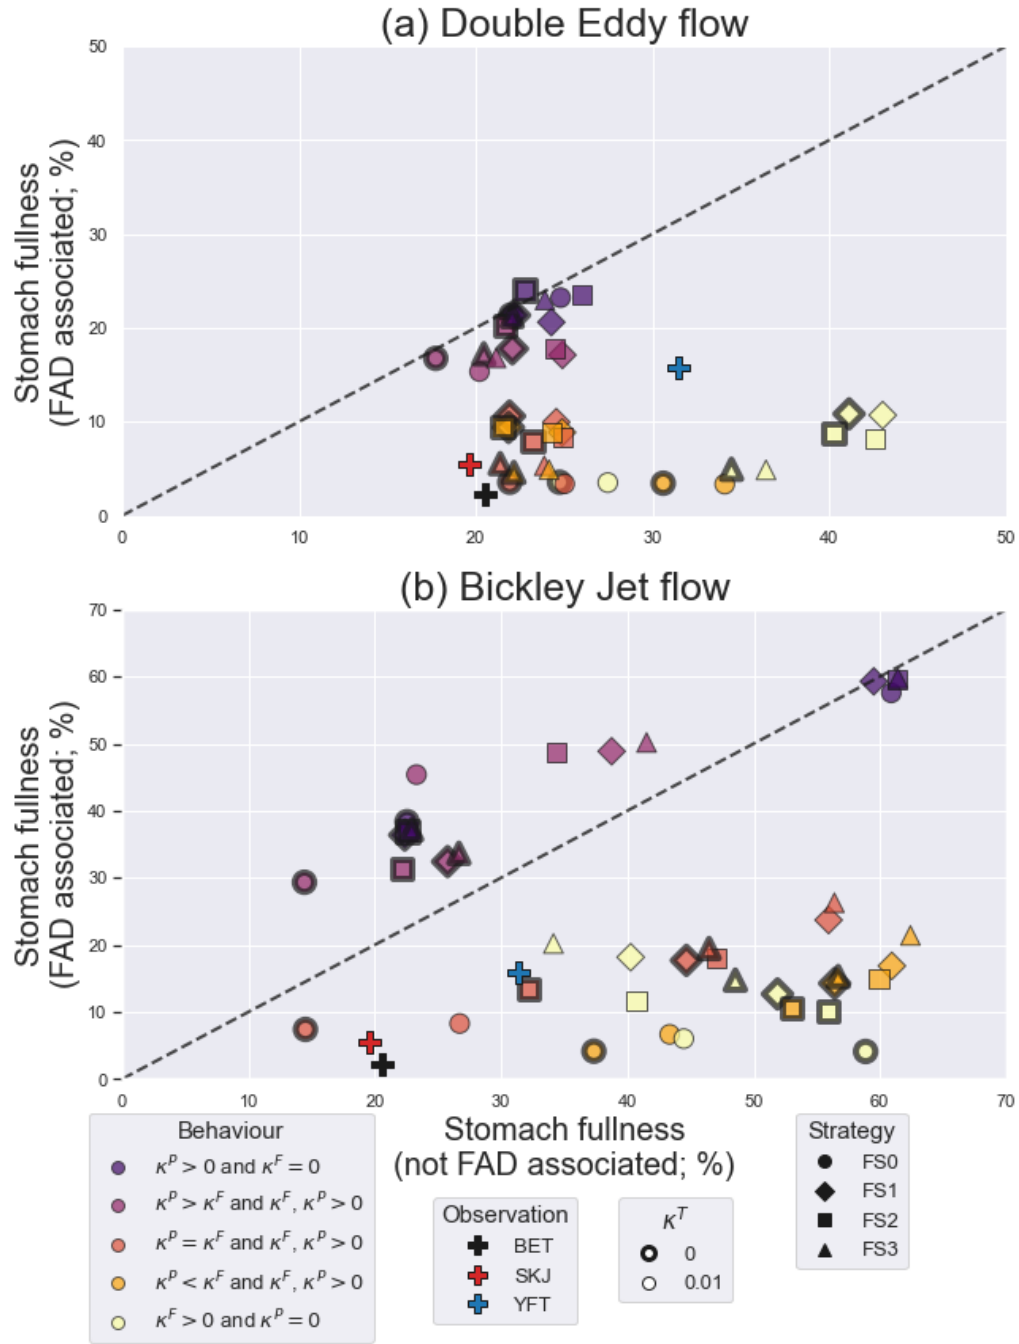 (a) Double Eddy flow
Stomach fullness
(FAD associated; %)
50
40
30
20
10
0
0 20 30 40 50
(b) Bickley Jet flow
Stomach fullness
(FAD associated; %)
70
60
50
40
30
20
10
0
0 10 20 30 40 50 60 70
Stomach fullness
(not FAD associated; %)
Behaviour
κ^P > 0 and κ^F = 0
κ^P > κ^F and κ^F, κ^P > 0
κ^P = κ^F and κ^F, κ^P > 0
κ^P < κ^F and κ^F, κ^P > 0
κ^F > 0 and κ^P = 0
Observation
BET
SKJ
YFT
κ^T
0
0.01
Strategy
FS0
FS1
FS2
FS3